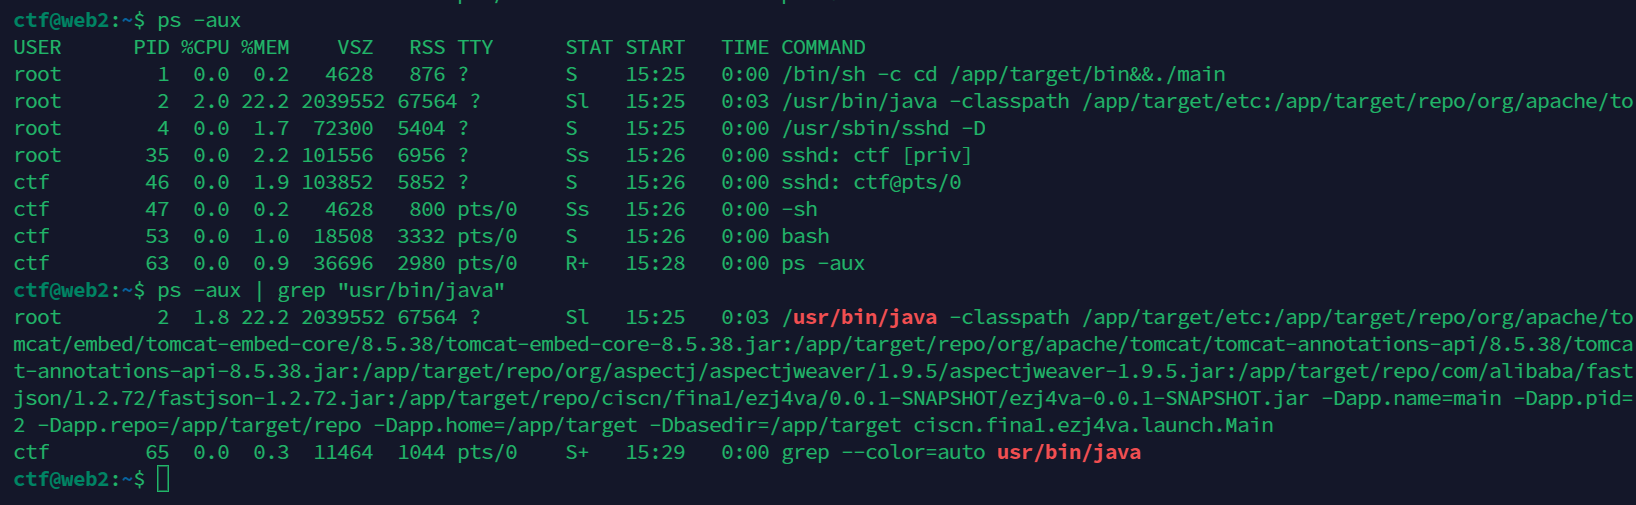 ctf@web2:~$ ps -aux
USER       PID %CPU %MEM    VSZ   RSS TTY      STAT START   TIME COMMAND
root         1  0.0  0.2   4628   876 ?        S    15:25   0:00 /bin/sh -c cd /app/target/bin&&./main
root         2  2.0 22.2 2039552 67564 ?       Sl   15:25   0:03 /usr/bin/java -classpath /app/target/etc:/app/target/repo/org/apache/to
root         4  0.0  1.7  72300  5404 ?        S    15:25   0:00 /usr/sbin/sshd -D
root        35  0.0  2.2 101556  6956 ?        Ss   15:26   0:00 sshd: ctf [priv]
ctf         46  0.0  1.9 103852  5852 ?        S    15:26   0:00 sshd: ctf@pts/0
ctf         47  0.0  0.2   4628   800 pts/0    Ss   15:26   0:00 -sh
ctf         53  0.0  1.0  18508  3332 pts/0    S    15:26   0:00 bash
ctf         63  0.0  0.9  36696  2980 pts/0    R+   15:28   0:00 ps -aux
ctf@web2:~$ ps -aux | grep "usr/bin/java"
root         2  1.8 22.2 2039552 67564 ?       Sl   15:25   0:03 /usr/bin/java -classpath /app/target/etc:/app/target/repo/org/apache/to
mcat/embed/tomcat-embed-core/8.5.38/tomcat-embed-core-8.5.38.jar:/app/target/repo/org/apache/tomcat/tomcat-annotations-api/8.5.38/tomca
t-annotations-api-8.5.38.jar:/app/target/repo/org/aspectj/aspectjweaver/1.9.5/aspectjweaver-1.9.5.jar:/app/target/repo/com/alibaba/fast
json/1.2.72/fastjson-1.2.72.jar:/app/target/repo/ciscn/fina1/ezj4va/0.0.1-SNAPSHOT/ezj4va-0.0.1-SNAPSHOT.jar -Dapp.name=main -Dapp.pid=
2 -Dapp.repo=/app/target/repo -Dapp.home=/app/target -Dbasedir=/app/target ciscn.fina1.ezj4va.launch.Main
ctf         65  0.0  0.3  11464  1044 pts/0    S+   15:29   0:00 grep --color=auto usr/bin/java
ctf@web2:~$